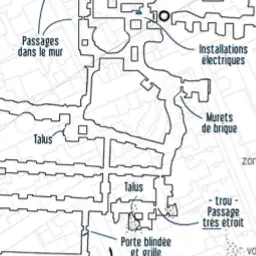 Passages
dans le mur
Installations
électriques
Murets
de brique
Talus
Talus
- trou -
Passage
très étroit
Porte blindée
et grille